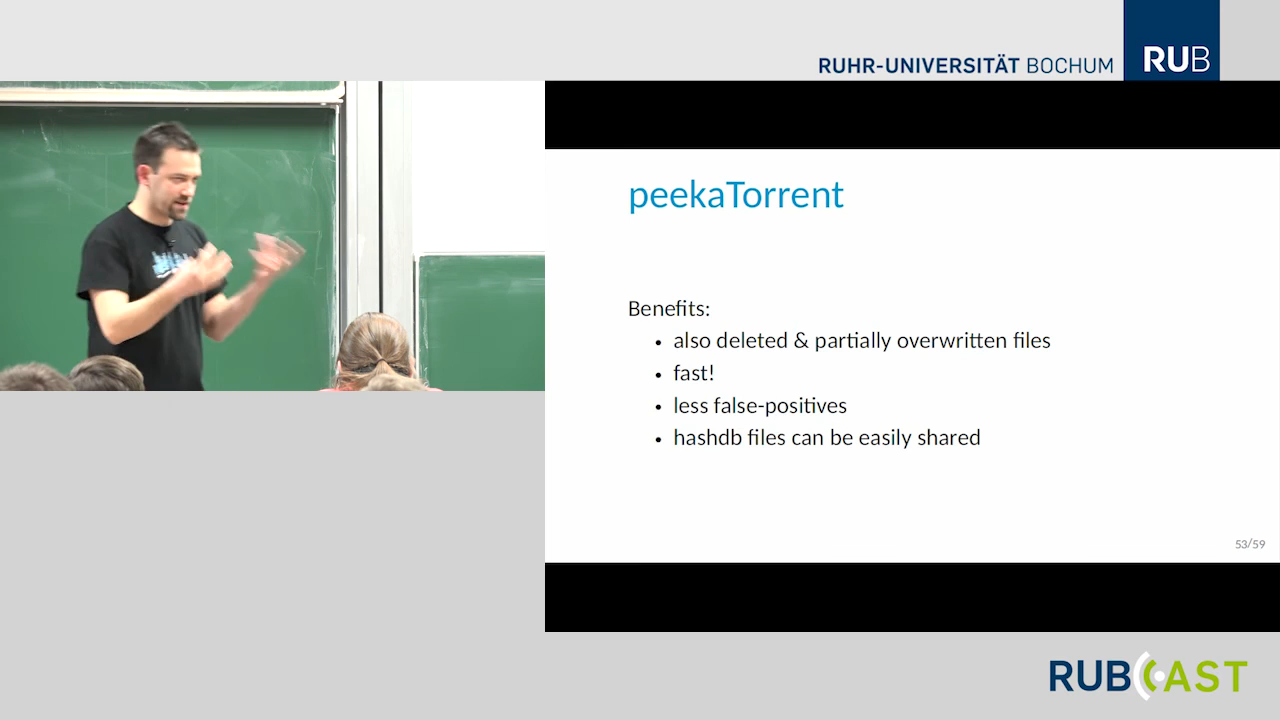 RUHR-UNIVERSITÄT BOCHUM RUB
peekaTorrent
Benefits:
• also deleted & partially overwritten files
• fast!
• less false-positives
• hashdb files can be easily shared
53/59
RUBCAST